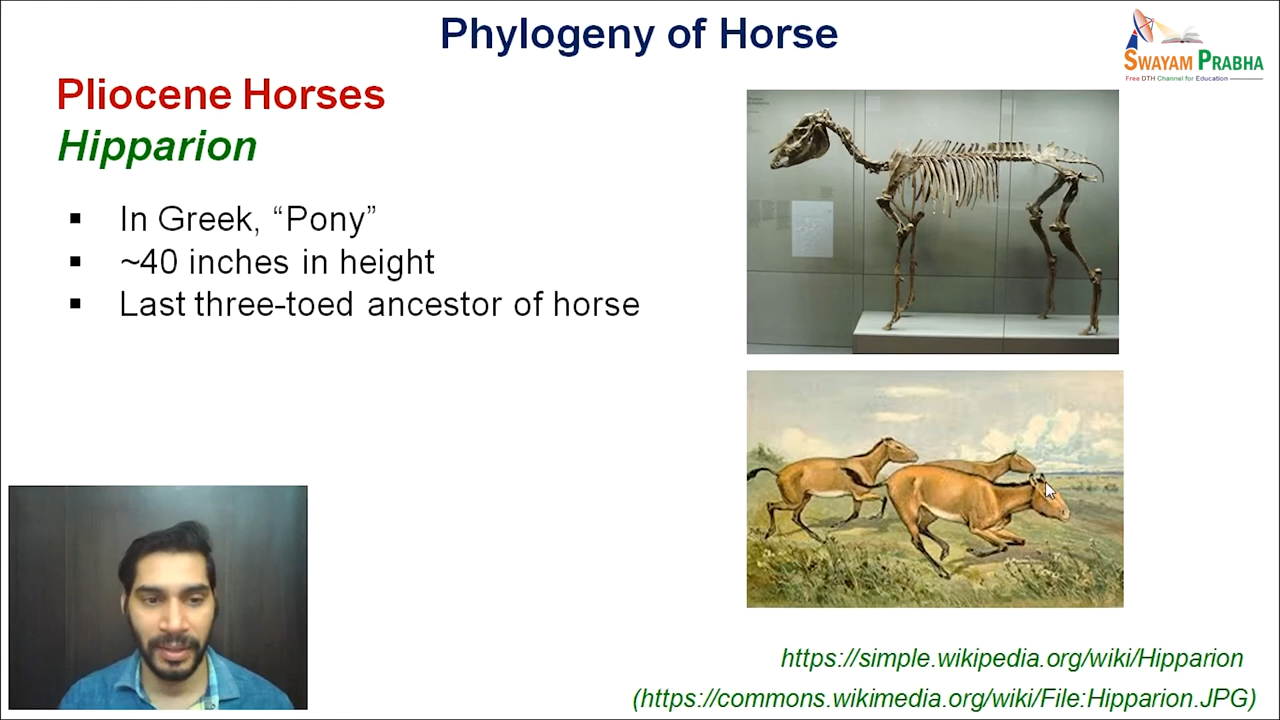 Phylogeny of Horse
SWAYAM PRABHA
Free DTH Channel for Education
Pliocene Horses
Hipparion
▪ In Greek, “Pony”
▪ ~40 inches in height
▪ Last three-toed ancestor of horse
https://simple.wikipedia.org/wiki/Hipparion
(https://commons.wikimedia.org/wiki/File:Hipparion.JPG)